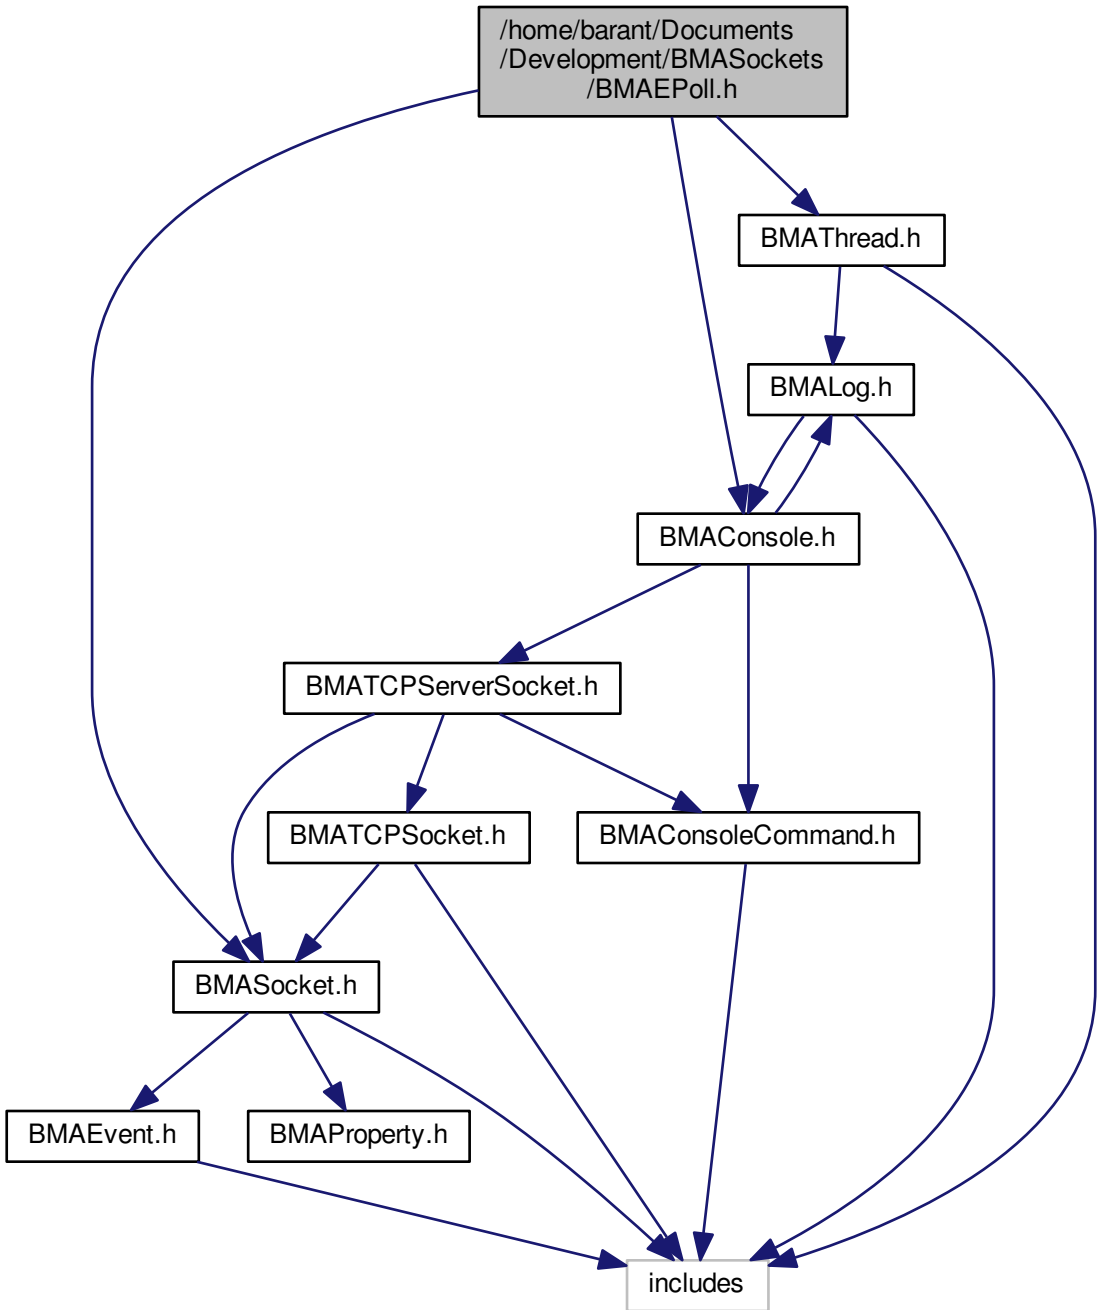 /home/barant/Documents
/Development/BMASockets
/BMAEPoll.h
BMAThread.h
BMALog.h
BMAConsole.h
BMATCPServerSocket.h
BMATCPSocket.h
BMAConsoleCommand.h
BMASocket.h
BMAEvent.h
BMAProperty.h
includes